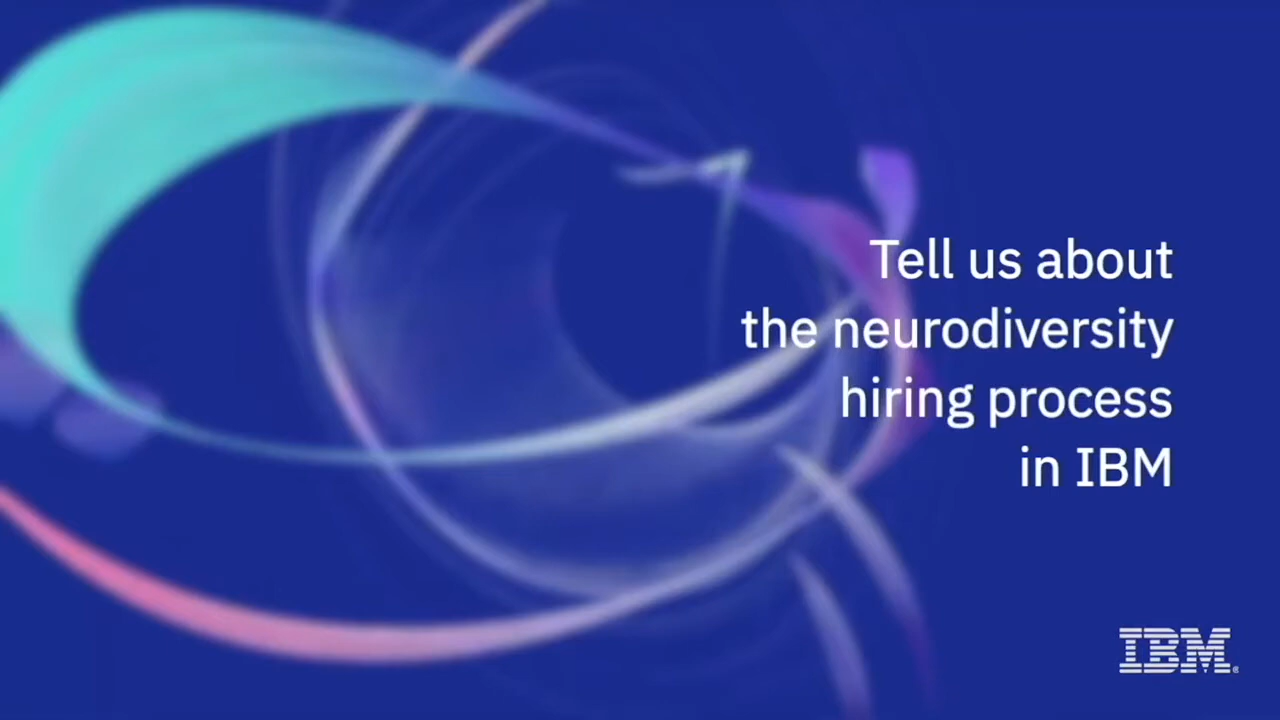 Tell us about
the neurodiversity
hiring process
in IBM
IBM®